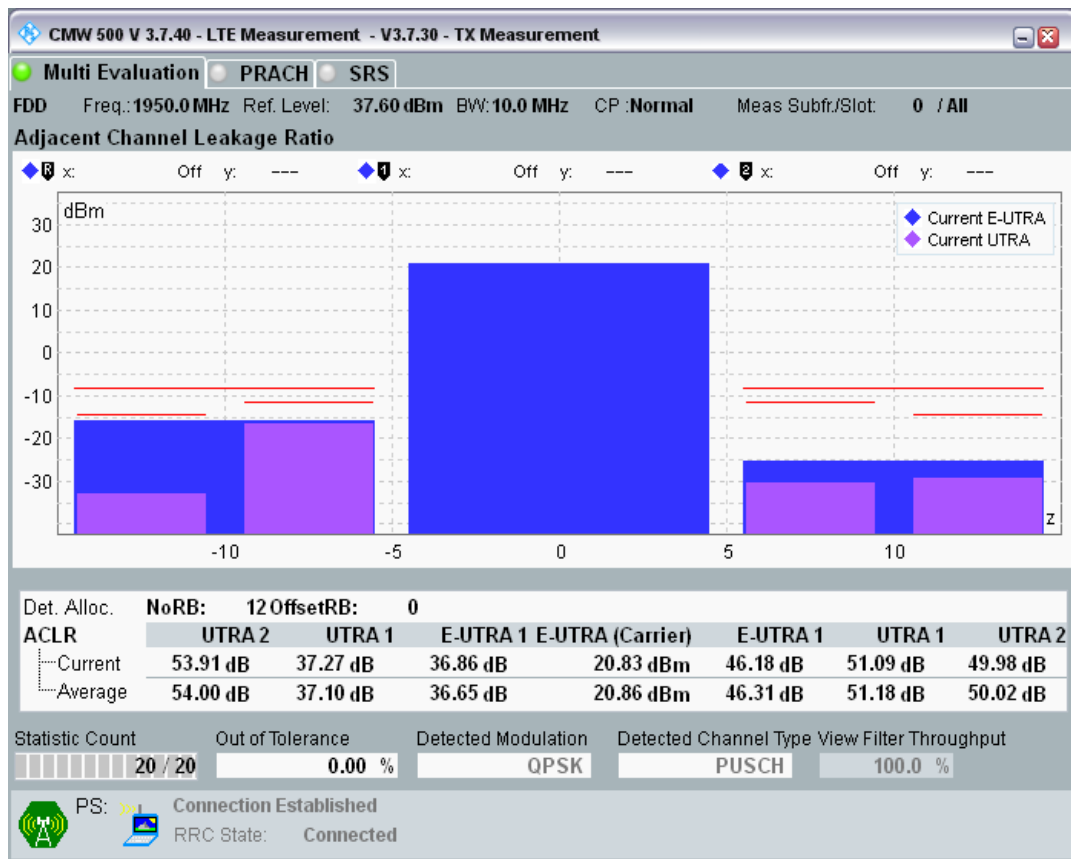 CMW 500 V 3.7.40 - LTE Measurement - V3.7.30 - TX Measurement
Multi Evaluation PRACH SRS
FDD Freq.: 1950.0 MHz Ref. Level: 37.60 dBm BW: 10.0 MHz CP :Normal Meas Subfr./Slot: 0 / All
Adjacent Channel Leakage Ratio
R x: Off y: --- 1 x: Off y: --- 2 x: Off y: ---
dBm
Current E-UTRA
Current UTRA
30
20
10
0
-10
-20
-30
z
-10 -5 0 5 10
Det. Alloc. NoRB: 12 OffsetRB: 0
ACLR UTRA 2 UTRA 1 E-UTRA 1 E-UTRA (Carrier) E-UTRA 1 UTRA 1 UTRA 2
Current 53.91 dB 37.27 dB 36.86 dB 20.83 dBm 46.18 dB 51.09 dB 49.98 dB
Average 54.00 dB 37.10 dB 36.65 dB 20.86 dBm 46.31 dB 51.18 dB 50.02 dB
Statistic Count Out of Tolerance Detected Modulation Detected Channel Type View Filter Throughput
20 / 20 0.00 % QPSK PUSCH 100.0 %
PS: Connection Established
RRC State: Connected